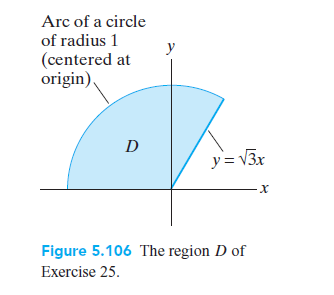 Arc of a circle
of radius 1
(centered at
origin)
y
D
y = √3x
x
Figure 5.106 The region D of
Exercise 25.